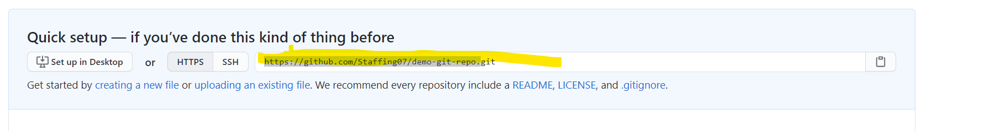 Quick setup — if you’ve done this kind of thing before
Set up in Desktop or HTTPS SSH https://github.com/Staffing07/demo-git-repo.git
Get started by creating a new file or uploading an existing file. We recommend every repository include a README, LICENSE, and .gitignore.